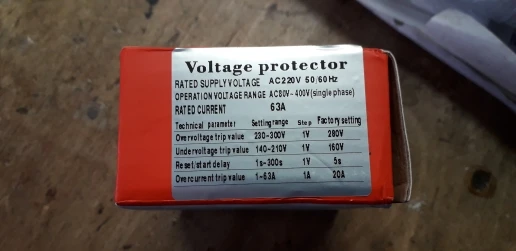 Voltage protector
RATED SUPPLY VOLTAGE AC220V 50/60Hz
OPERATION VOLTAGE RANGE AC80V-400V(single phase)
RATED CURRENT 63A
Technical parameter Setting range Step Factory setting
Overvoltage trip value 230-300V 1V 280V
Undervoltage trip value 140-210V 1V 160V
Reset/start delay 1s-300s 1V 5s
Overcurrent trip value 1-63A 1A 20A